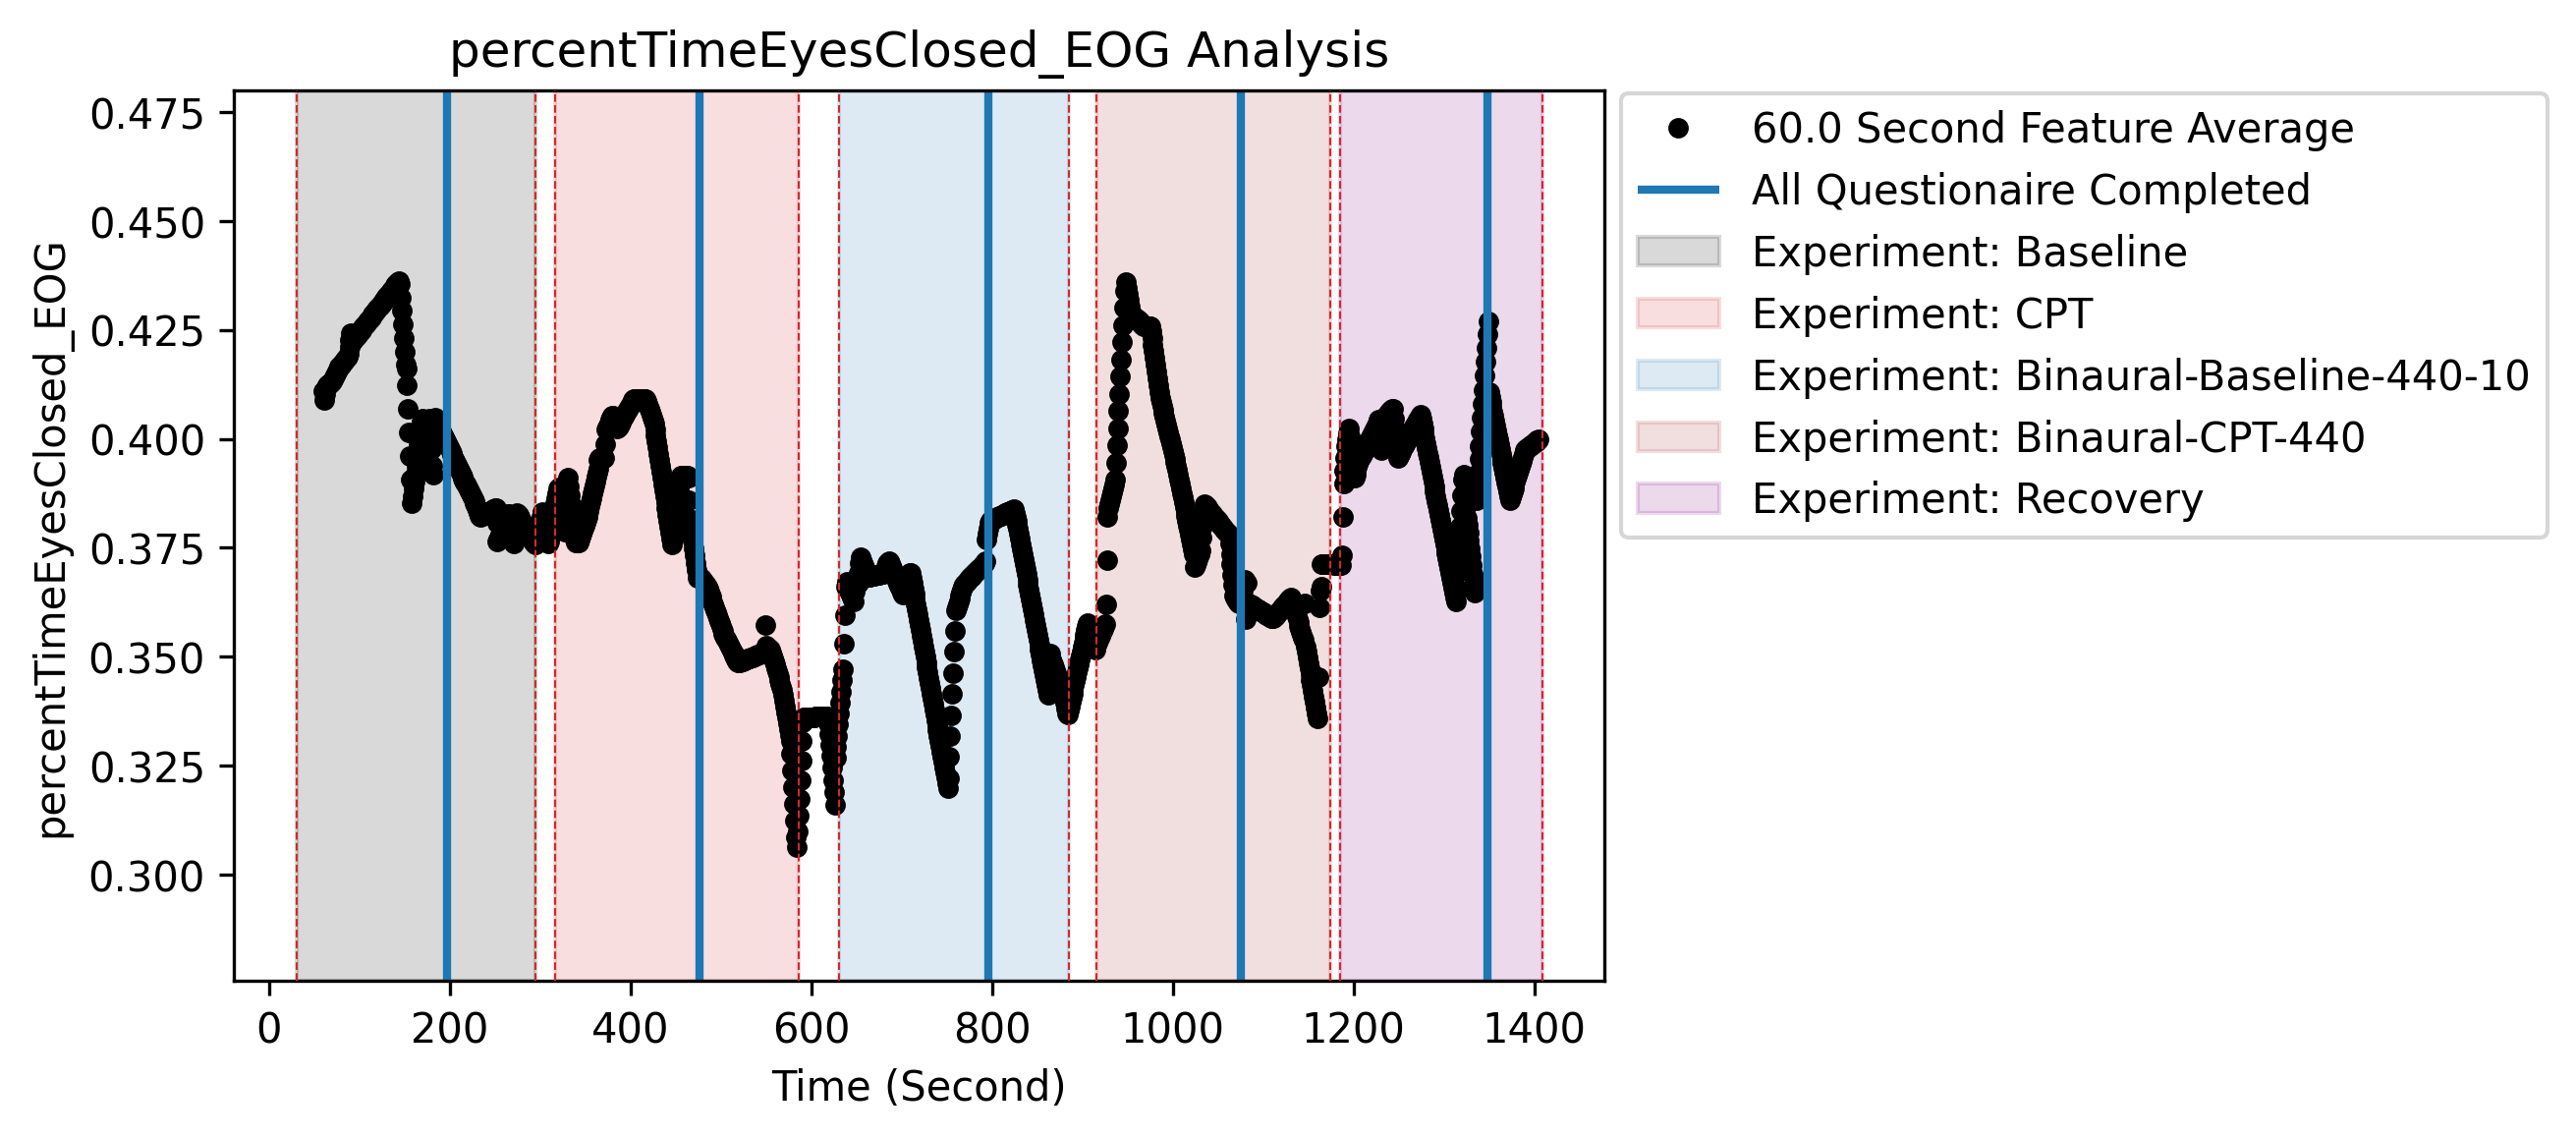 percentTimeEyesClosed_EOG Analysis
percentTimeEyesClosed_EOG
0.475
0.450
0.425
0.400
0.375
0.350
0.325
0.300
0 200 400 600 800 1000 1200 1400
Time (Second)
60.0 Second Feature Average
All Questionaire Completed
Experiment: Baseline
Experiment: CPT
Experiment: Binaural-Baseline-440-10
Experiment: Binaural-CPT-440
Experiment: Recovery